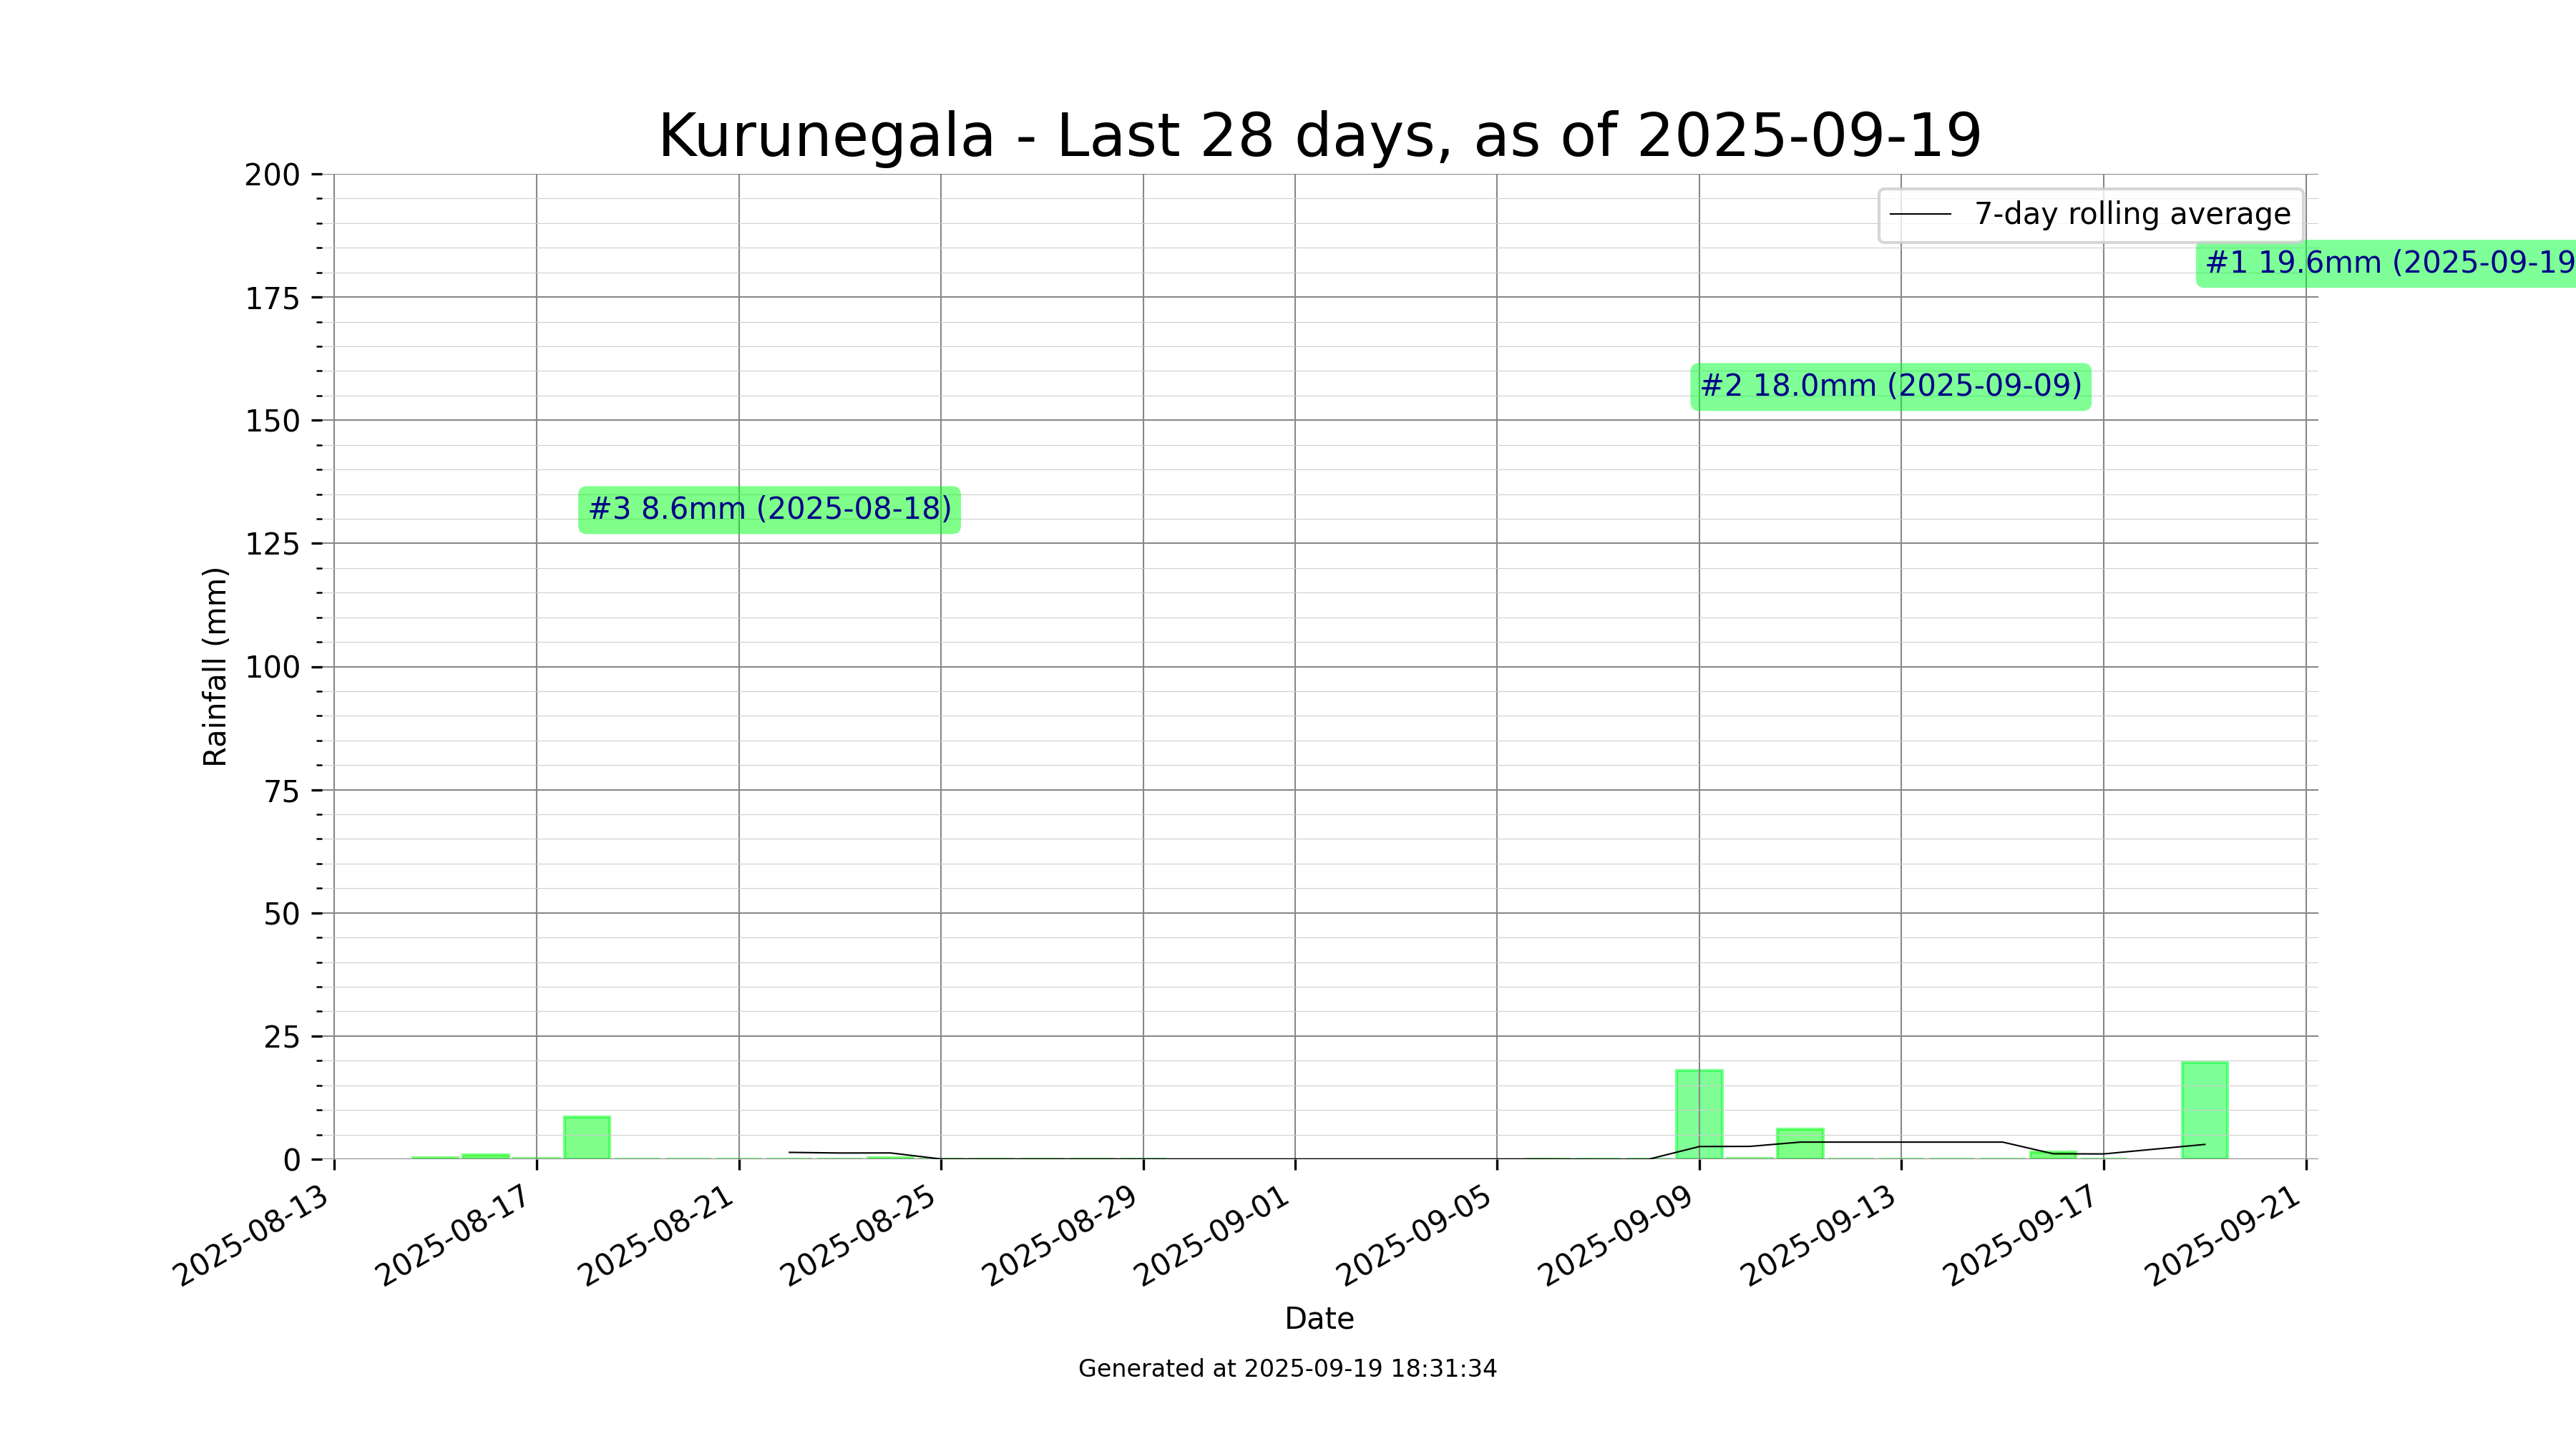 Kurunegala - Last 28 days, as of 2025-09-19
200
175
150
125
100
75
50
25
0
Rainfall (mm)
7-day rolling average
#1 19.6mm (2025-09-19
#2 18.0mm (2025-09-09)
#3 8.6mm (2025-08-18)
2025-08-13
2025-08-17
2025-08-21
2025-08-25
2025-08-29
2025-09-01
2025-09-05
2025-09-09
2025-09-13
2025-09-17
2025-09-21
Date
Generated at 2025-09-19 18:31:34